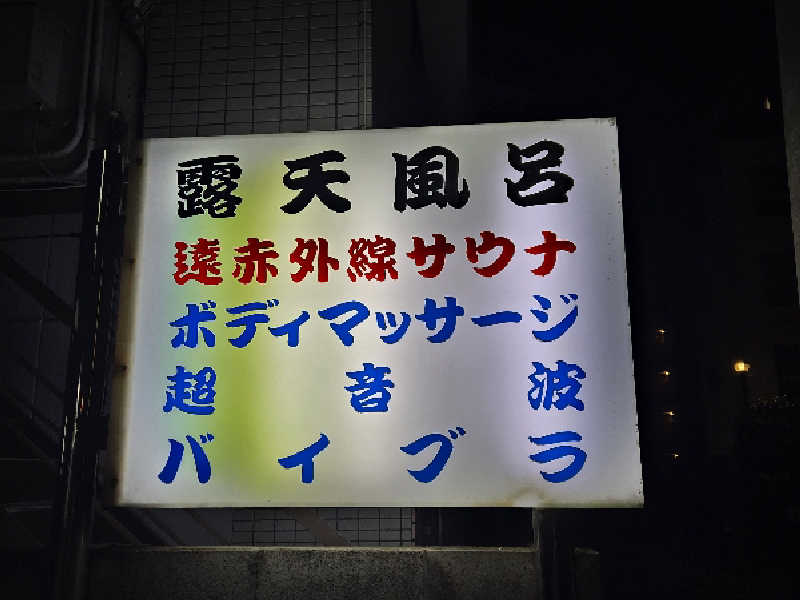 露天風呂
遠赤外線サウナ
ボディマッサージ
超音波
バイブラ